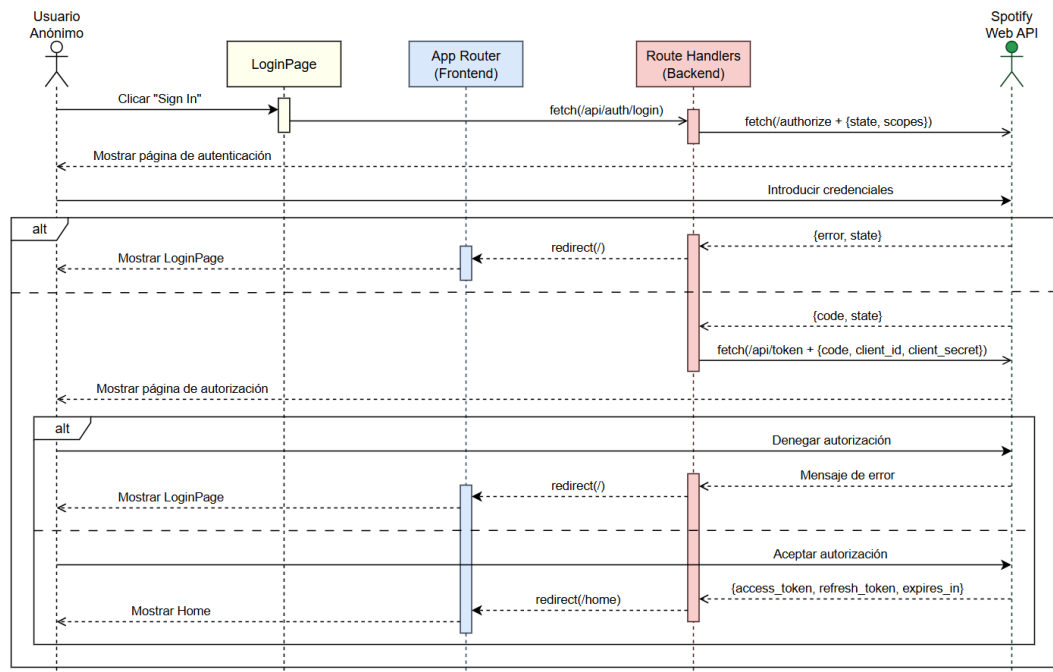 Usuario
Anónimo
Spotify
Web API
LoginPage
App Router
(Frontend)
Route Handlers
(Backend)
Clicar "Sign In"
fetch(/api/auth/login)
fetch(/authorize + {state, scopes})
Mostrar página de autenticación
Introducir credenciales
alt
{error, state}
redirect(/)
Mostrar LoginPage
{code, state}
fetch(/api/token + {code, client_id, client_secret})
Mostrar página de autorización
alt
Denegar autorización
Mensaje de error
redirect(/)
Mostrar LoginPage
Aceptar autorización
{access_token, refresh_token, expires_in}
redirect(/home)
Mostrar Home